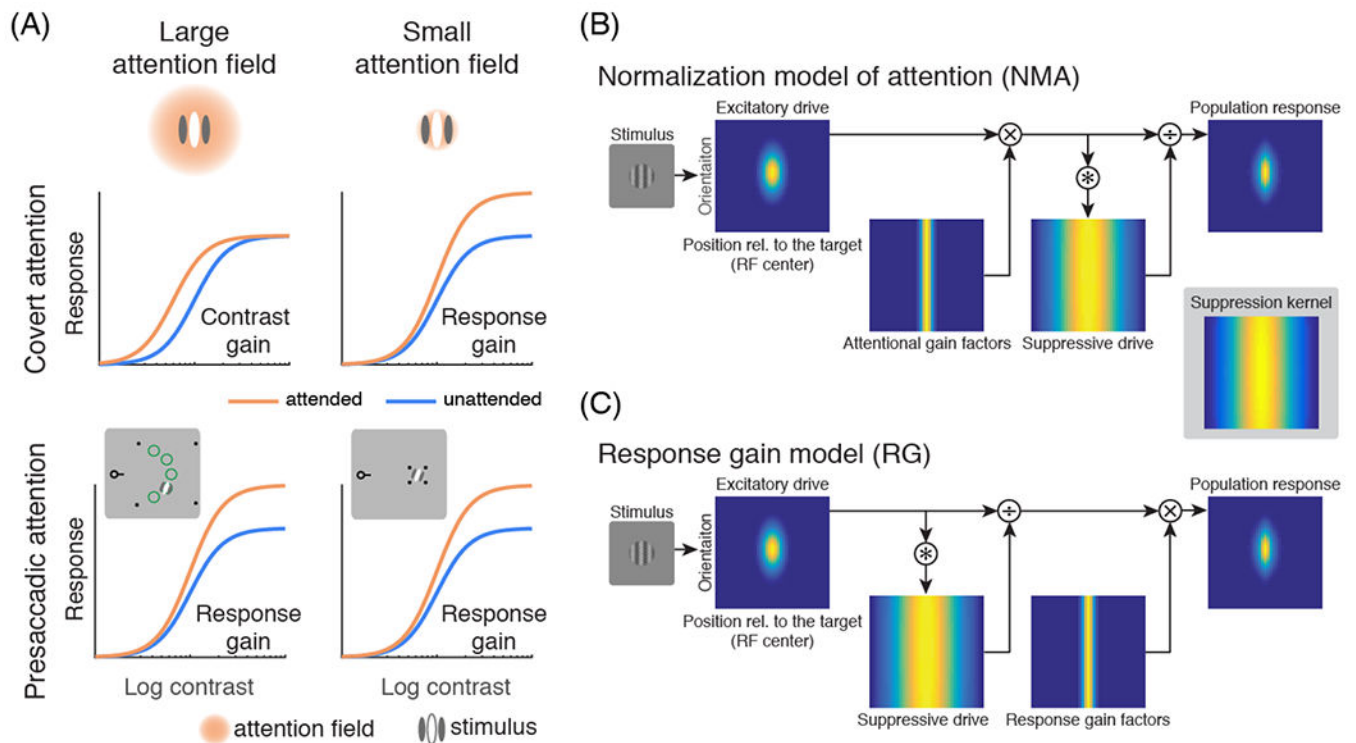 (A)
Large
attention field
Small
attention field
Covert attention
Response
Contrast
gain
Response
gain
attended
unattended
Presaccadic attention
Response
Response
gain
Response
gain
Log contrast
Log contrast
attention field
stimulus
(B)
Normalization model of attention (NMA)
Stimulus
Excitatory drive
Orientaiton
Position rel. to the target
(RF center)
Attentional gain factors
Suppressive drive
Population response
Suppression kernel
(C)
Response gain model (RG)
Stimulus
Excitatory drive
Orientaiton
Position rel. to the target
(RF center)
Suppressive drive
Response gain factors
Population response